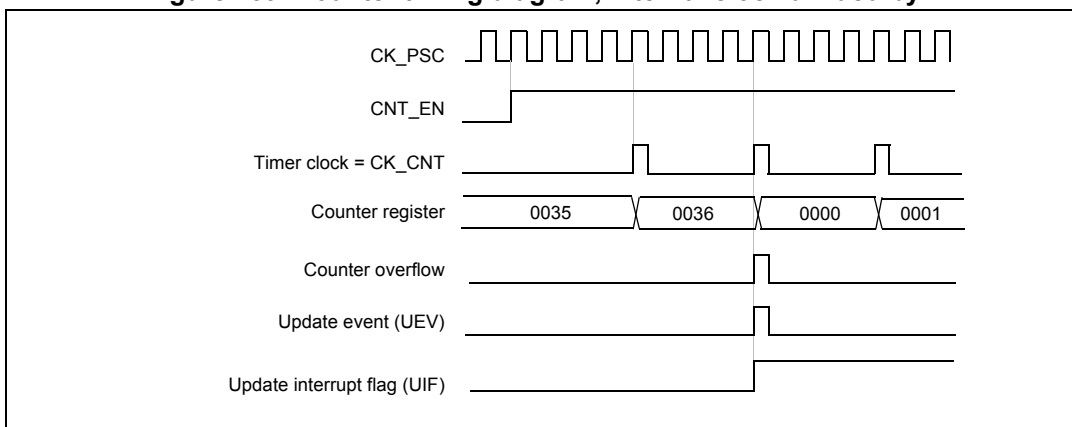 CK_PSC
CNT_EN
Timer clock = CK_CNT
Counter register 0035 0036 0000 0001
Counter overflow
Update event (UEV)
Update interrupt flag (UIF)